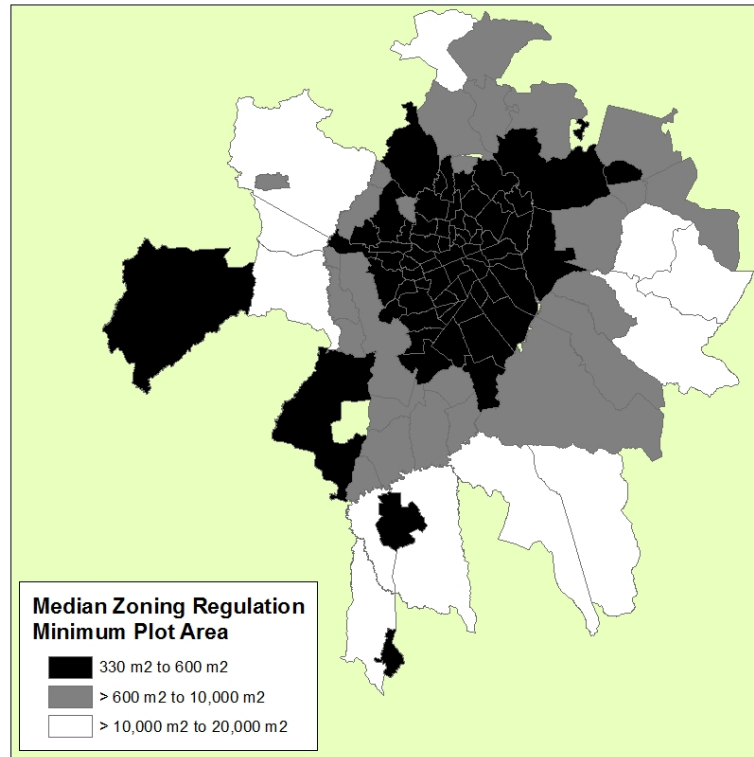 Median Zoning Regulation
Minimum Plot Area
330 m2 to 600 m2
> 600 m2 to 10,000 m2
> 10,000 m2 to 20,000 m2